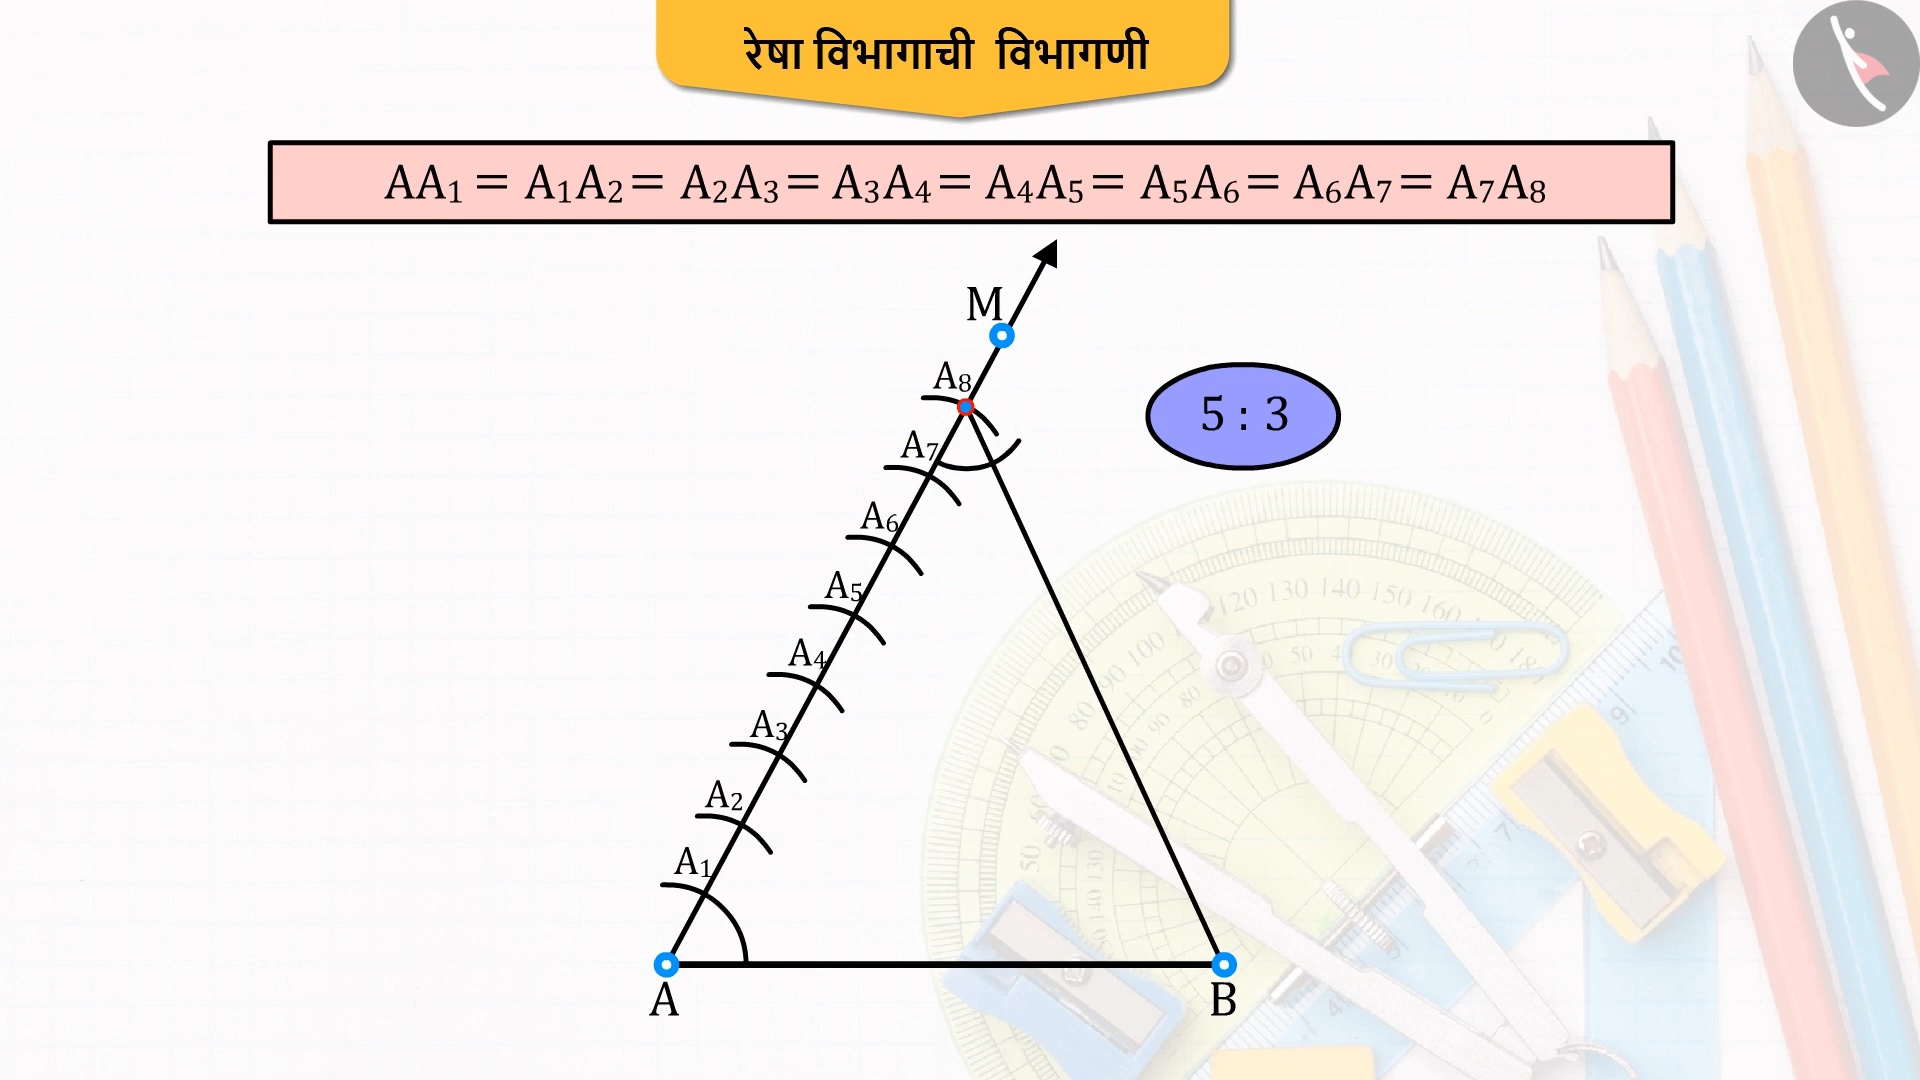 रेषा विभागाची विभागणी
AA₁ = A₁A₂ = A₂A₃ = A₃A₄ = A₄A₅ = A₅A₆ = A₆A₇ = A₇A₈
M
A₈
5 : 3
A₇
A₆
A₅
A₄
A₃
A₂
A₁
A
B